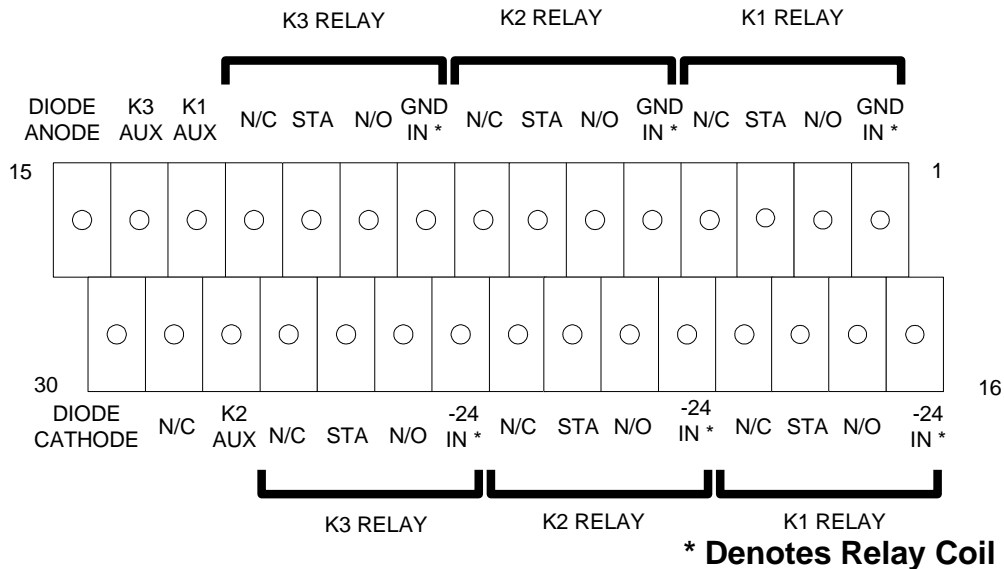 K3 RELAY K2 RELAY K1 RELAY
DIODE ANODE K3 AUX K1 AUX N/C STA N/O GND IN * N/C STA N/O GND IN * N/C STA N/O GND IN *
15 1
30 16
DIODE CATHODE N/C K2 AUX N/C STA N/O -24 IN * N/C STA N/O -24 IN * N/C STA N/O -24 IN *
K3 RELAY K2 RELAY K1 RELAY
* Denotes Relay Coil